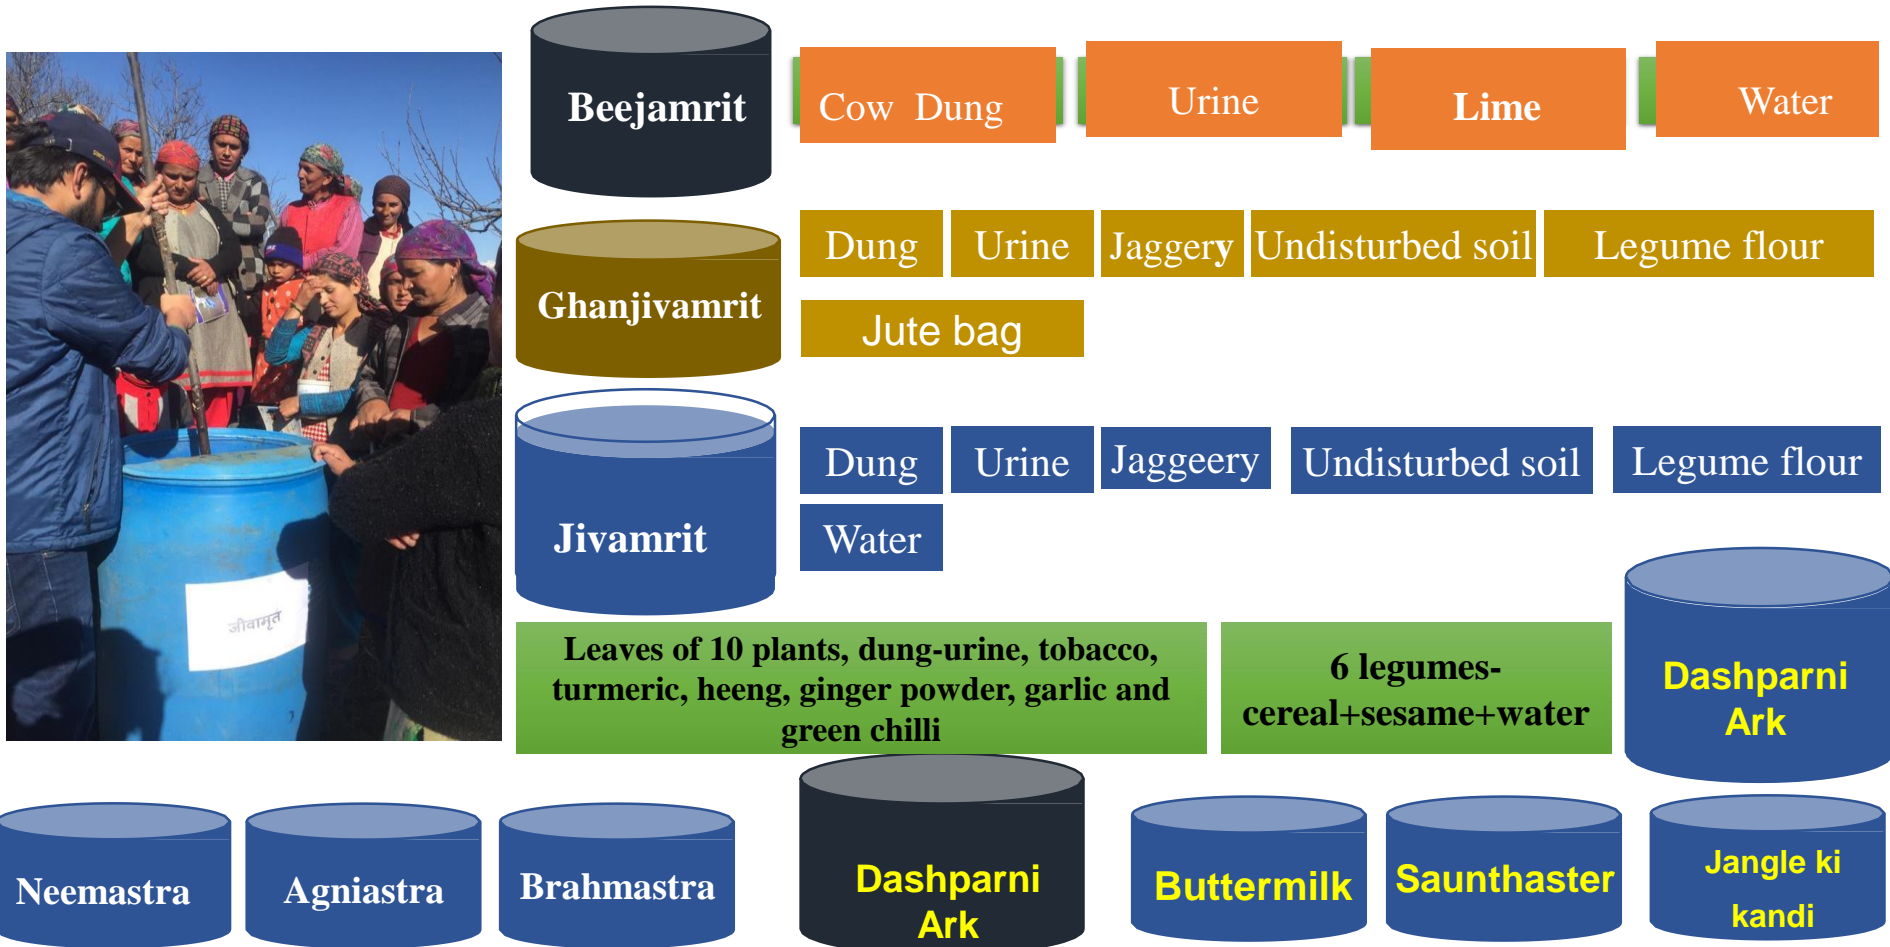 Beejamrit
Cow Dung
Urine
Lime
Water
Ghanjivamrit
Dung
Urine
Jaggery
Undisturbed soil
Legume flour
Jute bag
Jivamrit
Dung
Urine
Jaggeery
Undisturbed soil
Legume flour
Water
जीवामृत
Leaves of 10 plants, dung-urine, tobacco,
turmeric, heeng, ginger powder, garlic and
green chilli
6 legumes-
cereal+sesame+water
Dashparni
Ark
Neemastra
Agniastra
Brahmastra
Dashparni
Ark
Buttermilk
Saunthaster
Jangle ki
kandi